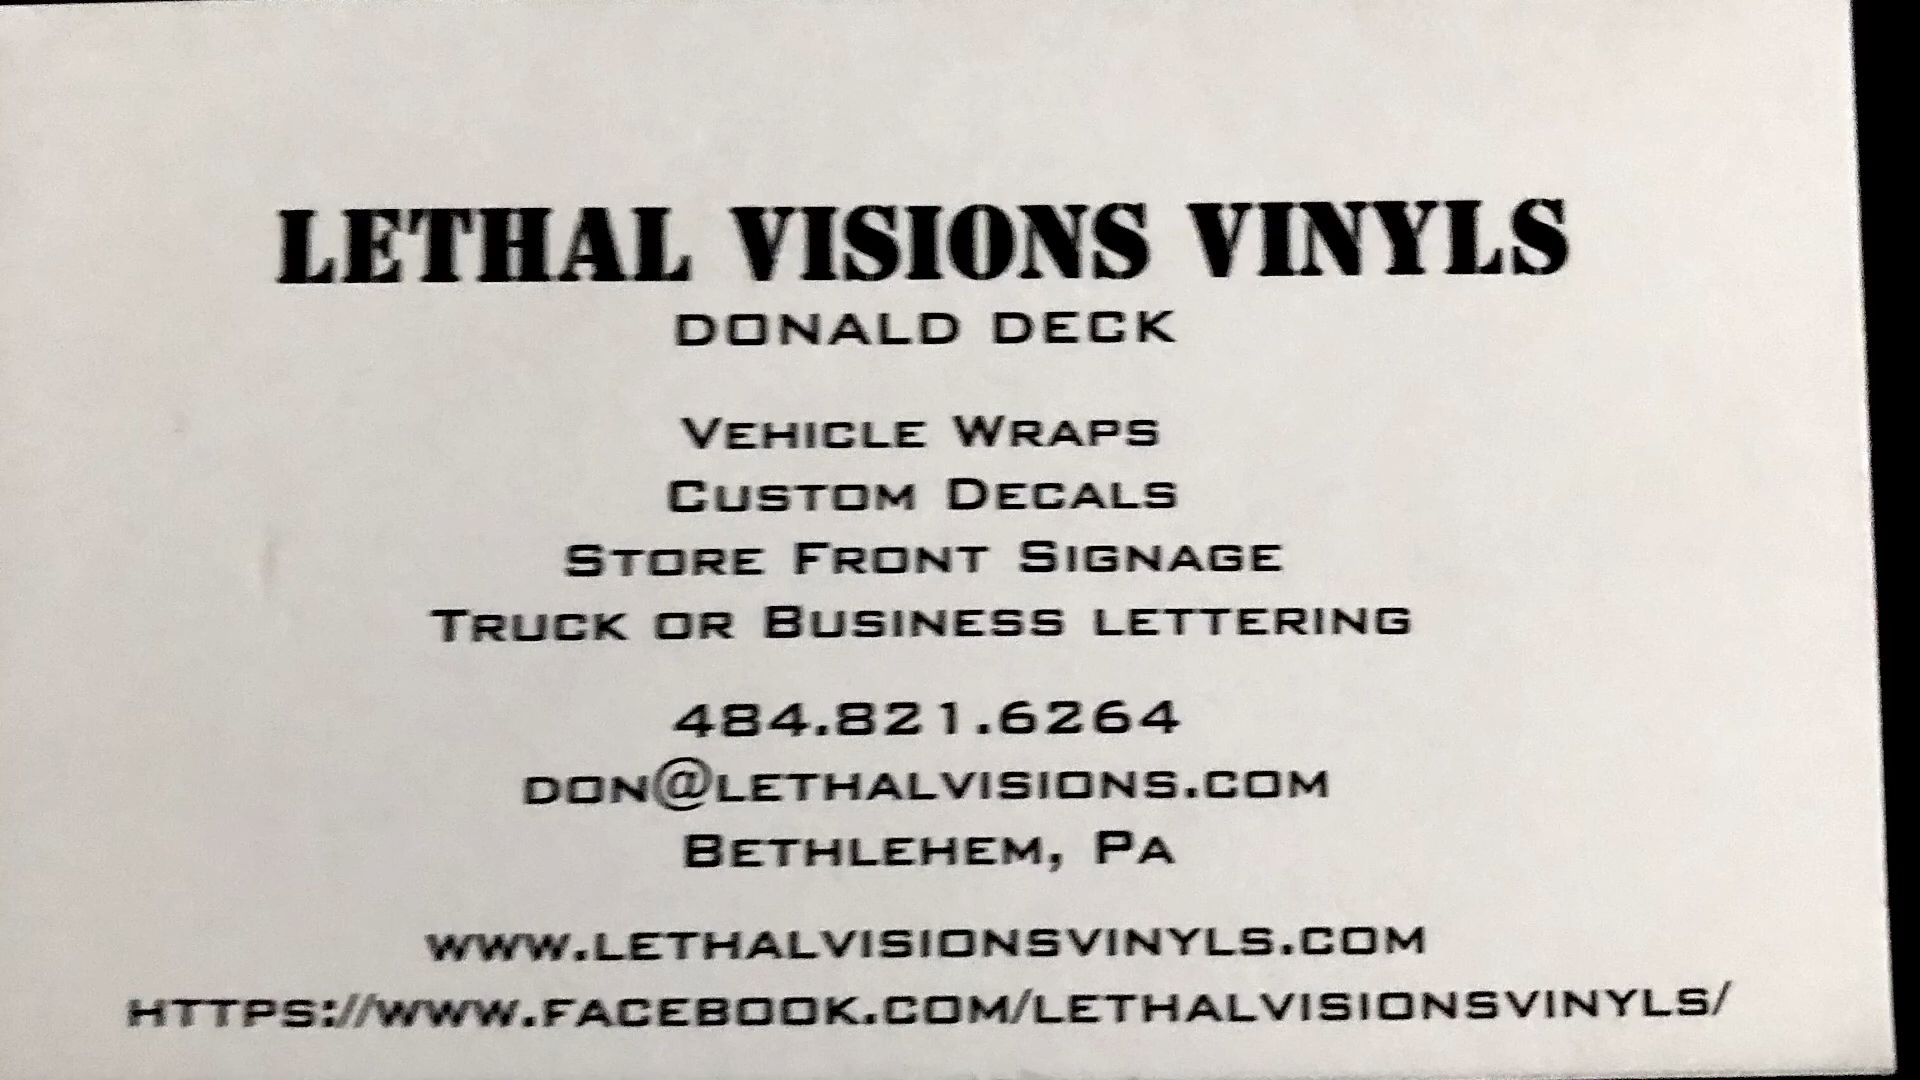 LETHAL VISIONS VINYLS
DONALD DECK
VEHICLE WRAPS
CUSTOM DECALS
STORE FRONT SIGNAGE
TRUCK OR BUSINESS LETTERING
484.821.6264
DON@LETHALVISIONS.COM
BETHLEHEM, PA
WWW.LETHALVISIONSVINYLS.COM
HTTPS://WWW.FACEBOOK.COM/LETHALVISIONSVINYLS/